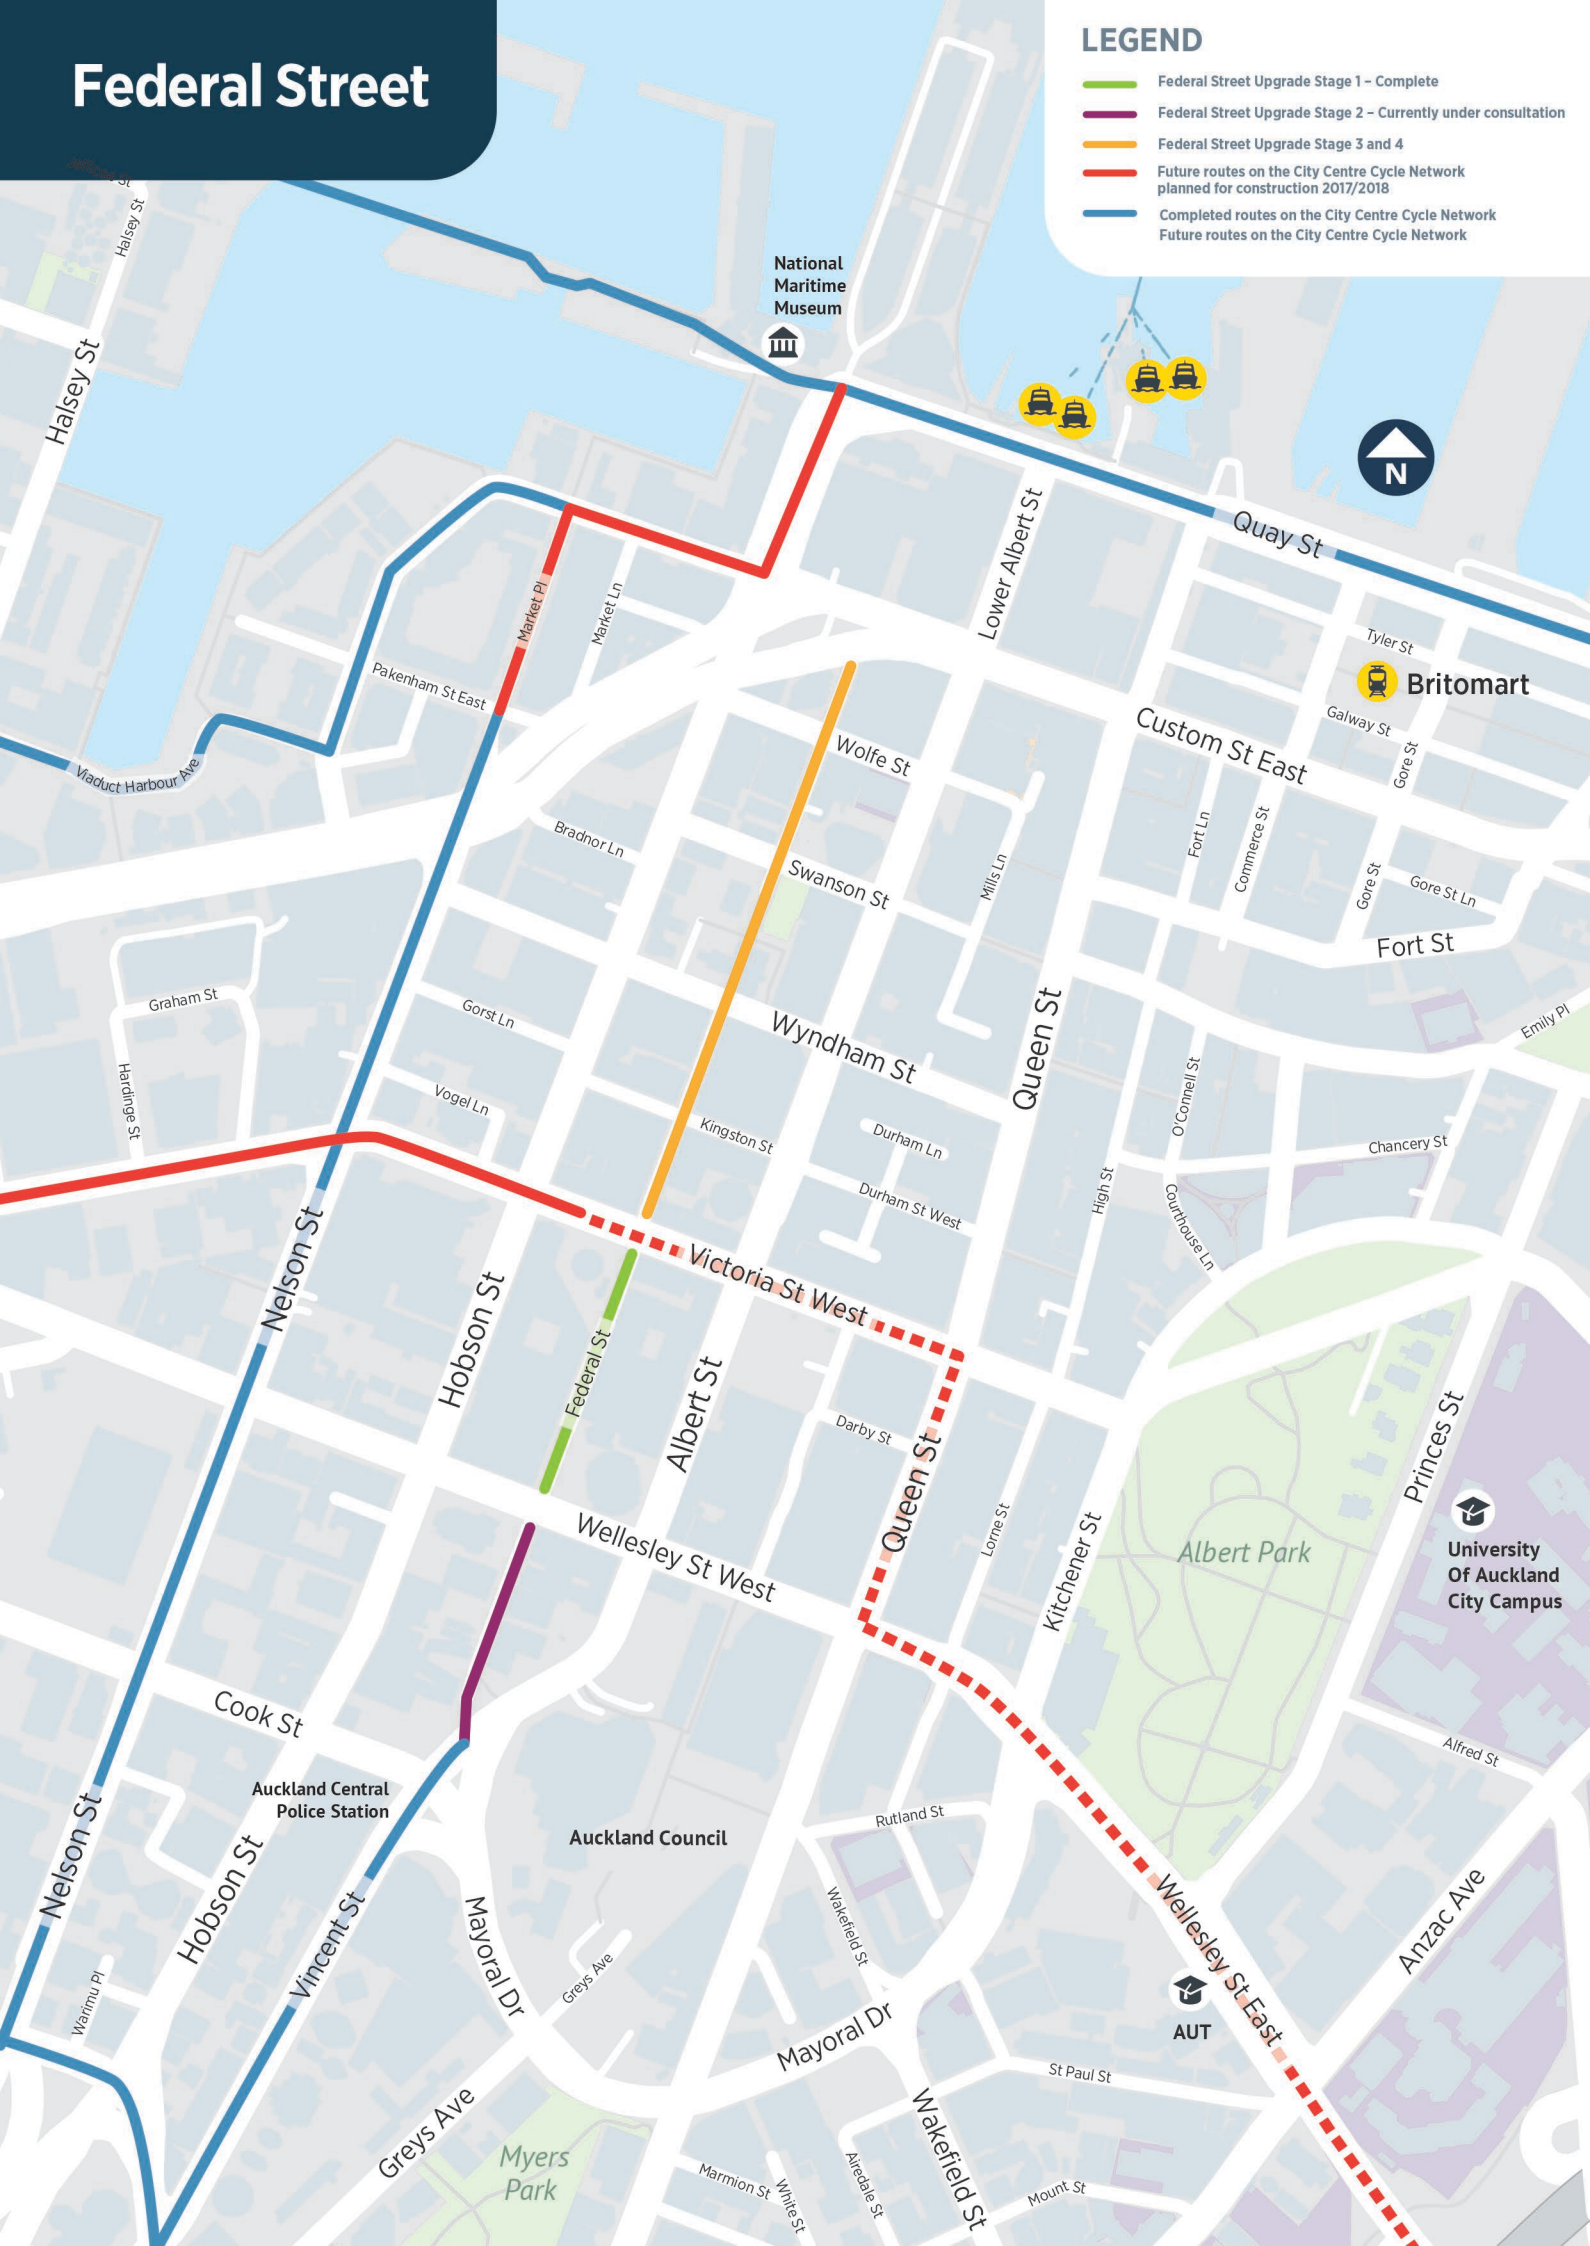 Federal Street
LEGEND
Federal Street Upgrade Stage 1 – Complete
Federal Street Upgrade Stage 2 – Currently under consultation
Federal Street Upgrade Stage 3 and 4
Future routes on the City Centre Cycle Network
planned for construction 2017/2018
Completed routes on the City Centre Cycle Network
Future routes on the City Centre Cycle Network
Halsey St
National
Maritime
Museum
Halsey St
N
Lower Albert St
Quay St
Market Pl
Market Ln
Tyler St
Pakenham St East
Britomart
Galway St
Custom St East
Wolfe St
Gore St
Viaduct Harbour Ave
Bradnor Ln
Fort Ln
Commerce St
Swanson St
Mills Ln
Gore St
Gore St Ln
Fort St
Graham St
Gorst Ln
Wyndham St
Queen St
Emily Pl
Hardinge St
Vogel Ln
O'Connell St
Kingston St
Durham Ln
Chancery St
High St
Durham St West
Courthouse Ln
Nelson St
Victoria St West
Hobson St
Federal St
Albert St
Darby St
Queen St
Princes St
Lorne St
Wellesley St West
Kitchener St
Albert Park
University
Of Auckland
City Campus
Cook St
Alfred St
Auckland Central
Police Station
Nelson St
Rutland St
Auckland Council
Hobson St
Vincent St
Mayoral Dr
Wakefield St
Wellesley St East
Anzac Ave
Greys Ave
Warimu Pl
AUT
Mayoral Dr
St Paul St
Greys Ave
Wakefield St
Myers
Park
Marmion St
White St
Airedale St
Mount St